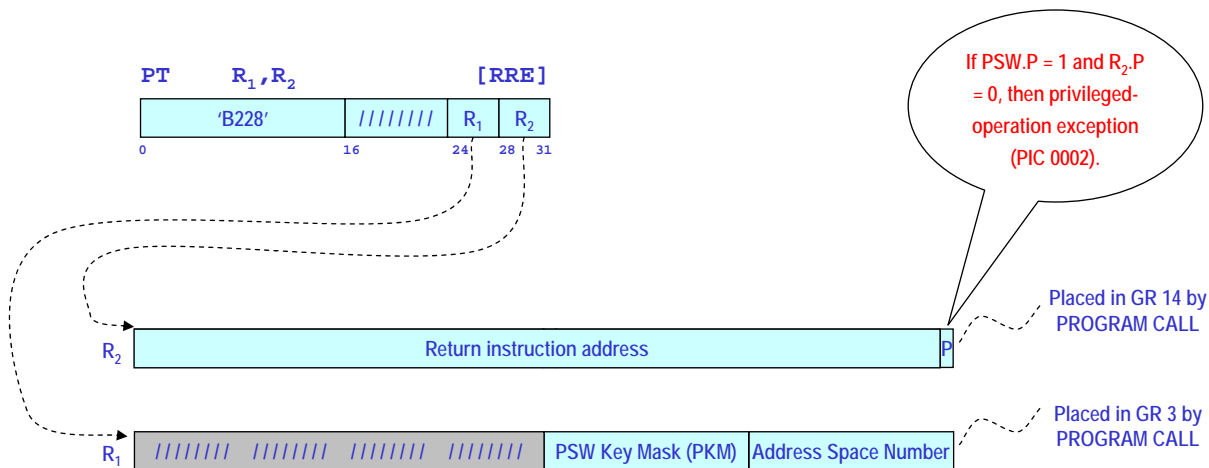 PT R1,R2 [RRE]
'B228' //////// R1 R2
0 16 24 28 31
If PSW.P = 1 and R2.P
= 0, then privileged-
operation exception
(PIC 0002).
Placed in GR 14 by
PROGRAM CALL
R2 Return instruction address P
Placed in GR 3 by
PROGRAM CALL
R1 //////// //////// //////// //////// PSW Key Mask (PKM) Address Space Number